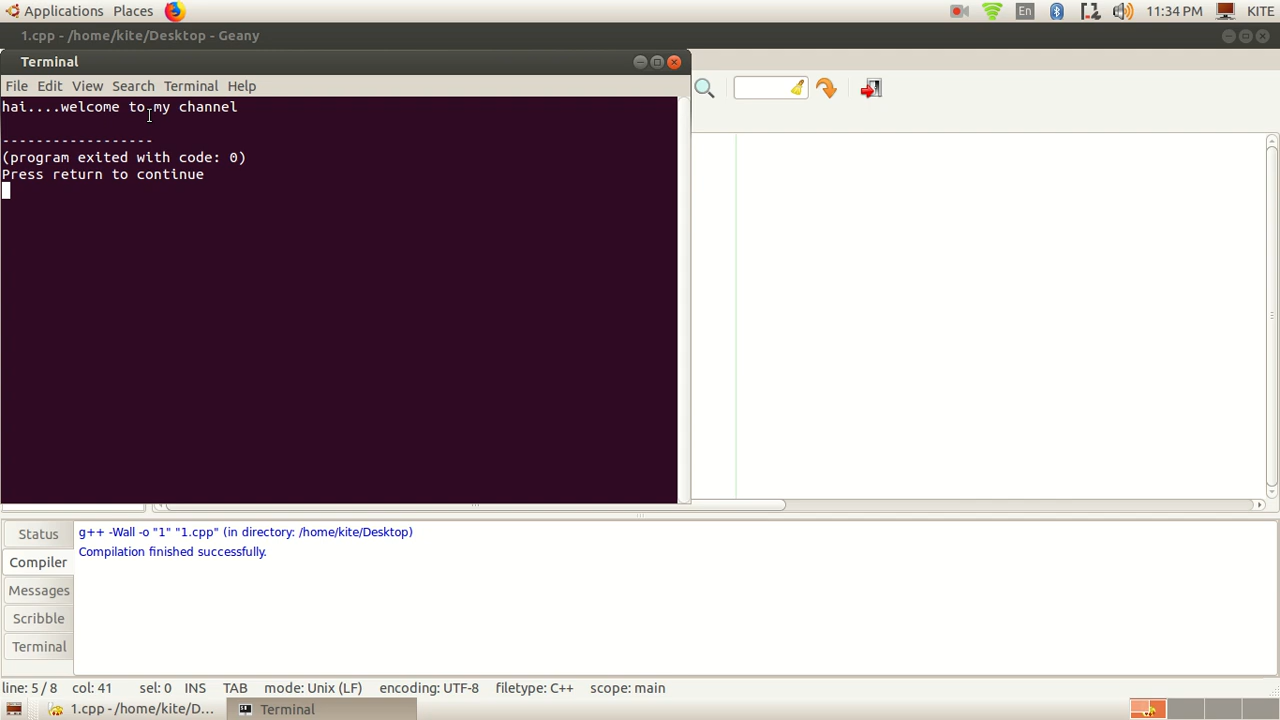 Applications Places En 11:34 PM KITE
1.cpp - /home/kite/Desktop - Geany
Terminal
File Edit View Search Terminal Help
hai....welcome to my channel
------------------
(program exited with code: 0)
Press return to continue
Status
g++ -Wall -o "1" "1.cpp" (in directory: /home/kite/Desktop)
Compilation finished successfully.
Compiler
Messages
Scribble
Terminal
line: 5 / 8 col: 41 sel: 0 INS TAB mode: Unix (LF) encoding: UTF-8 filetype: C++ scope: main
1.cpp - /home/kite/D... Terminal